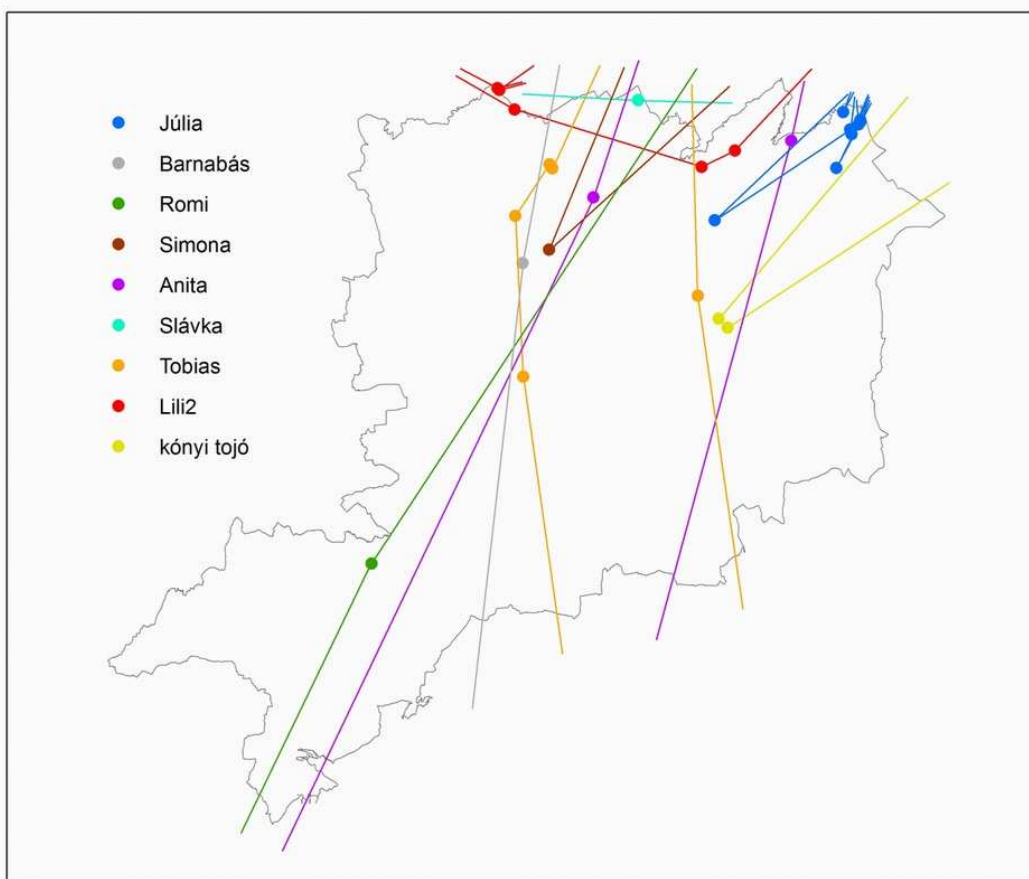 Júlia
Barnabás
Romi
Simona
Anita
Slávka
Tobias
Lili2
kónyi tojó